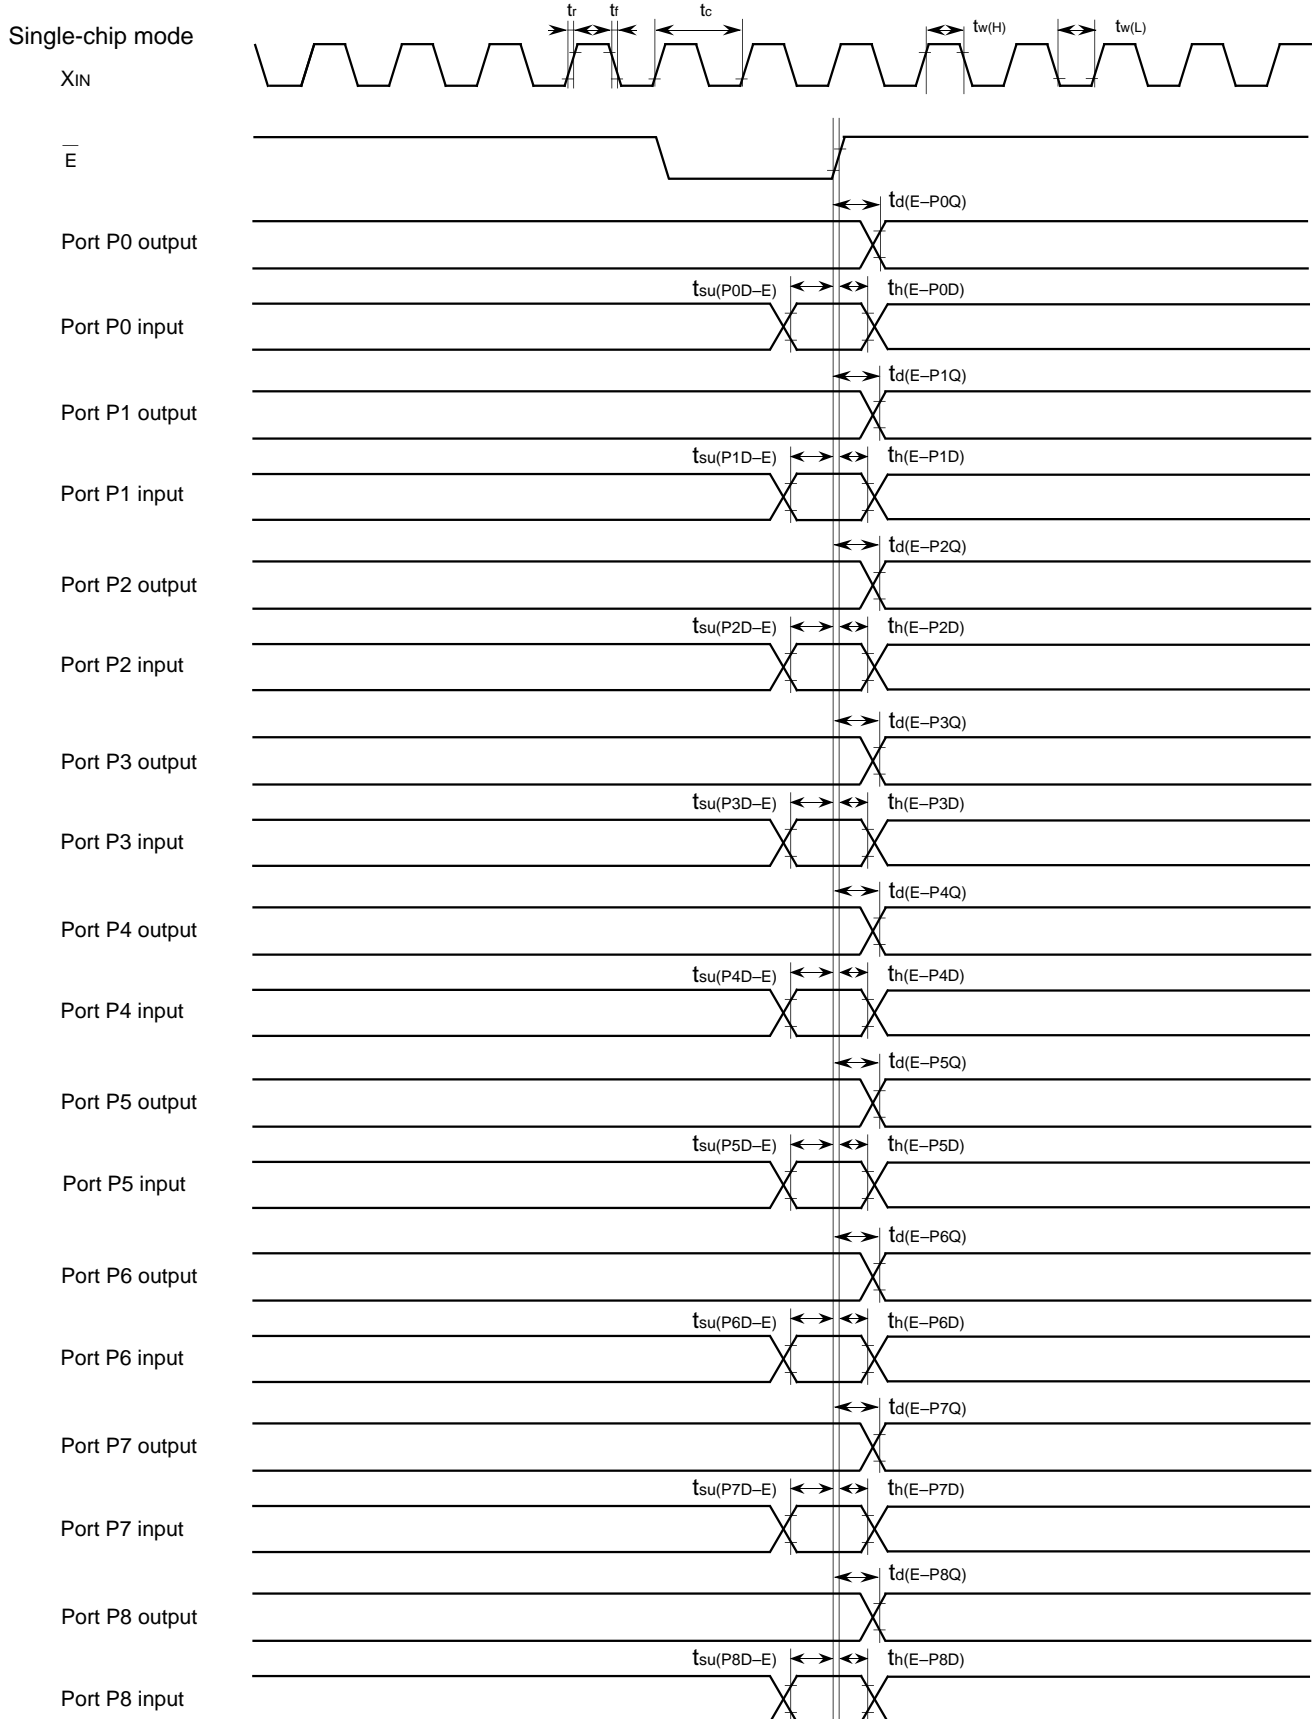 tr tf tc tw(H) tw(L)
Single-chip mode
XIN
E
td(E–P0Q)
Port P0 output
tsu(P0D–E) th(E–P0D)
Port P0 input
td(E–P1Q)
Port P1 output
tsu(P1D–E) th(E–P1D)
Port P1 input
td(E–P2Q)
Port P2 output
tsu(P2D–E) th(E–P2D)
Port P2 input
td(E–P3Q)
Port P3 output
tsu(P3D–E) th(E–P3D)
Port P3 input
td(E–P4Q)
Port P4 output
tsu(P4D–E) th(E–P4D)
Port P4 input
td(E–P5Q)
Port P5 output
tsu(P5D–E) th(E–P5D)
Port P5 input
td(E–P6Q)
Port P6 output
tsu(P6D–E) th(E–P6D)
Port P6 input
td(E–P7Q)
Port P7 output
tsu(P7D–E) th(E–P7D)
Port P7 input
td(E–P8Q)
Port P8 output
tsu(P8D–E) th(E–P8D)
Port P8 input